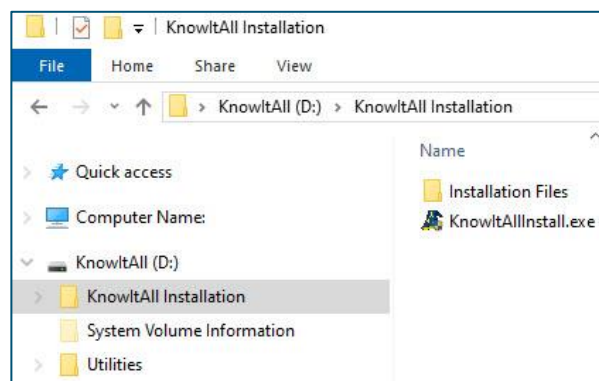 KnowItAll Installation
File Home Share View
KnowItAll (D:) KnowItAll Installation
Quick access
Computer Name:
KnowItAll (D:)
KnowItAll Installation
System Volume Information
Utilities
Name
Installation Files
KnowItAllInstall.exe